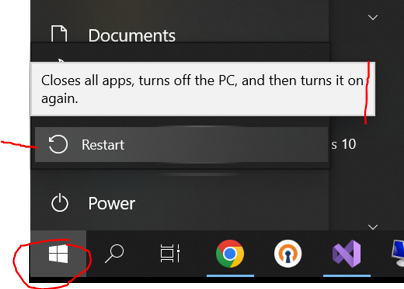 Documents
Closes all apps, turns off the PC, and then turns it on
again.
Restart
s 10
Power